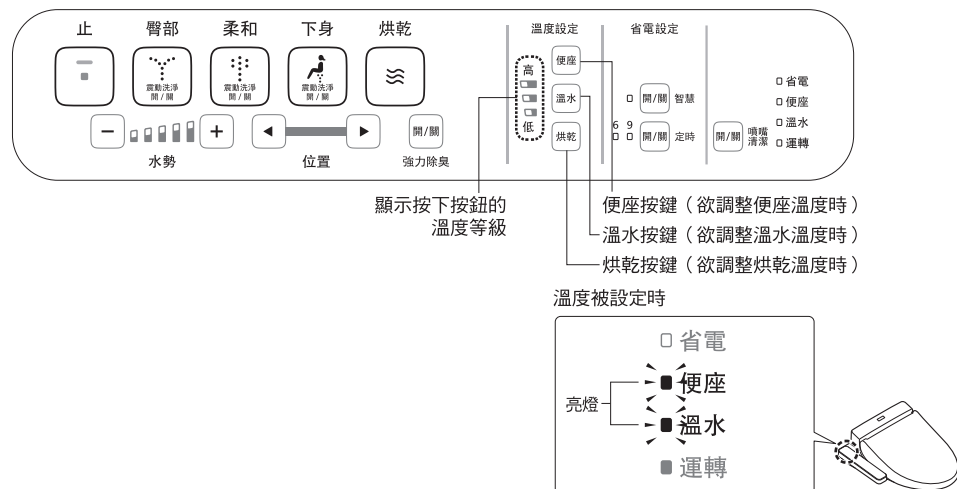 止
臀部
柔和
下身
烘乾
震動洗淨
開 / 關
震動洗淨
開 / 關
震動洗淨
開 / 關
水勢
位置
開/關
強力除臭
溫度設定
高
低
便座
溫水
烘乾
省電設定
開/關 智慧
6 9
開/關 定時
開/關 噴嘴
清潔
省電
便座
溫水
運轉
顯示按下按鈕的
溫度等級
便座按鍵（欲調整便座溫度時）
溫水按鍵（欲調整溫水溫度時）
烘乾按鍵（欲調整烘乾溫度時）
溫度被設定時
省電
便座
亮燈
溫水
運轉